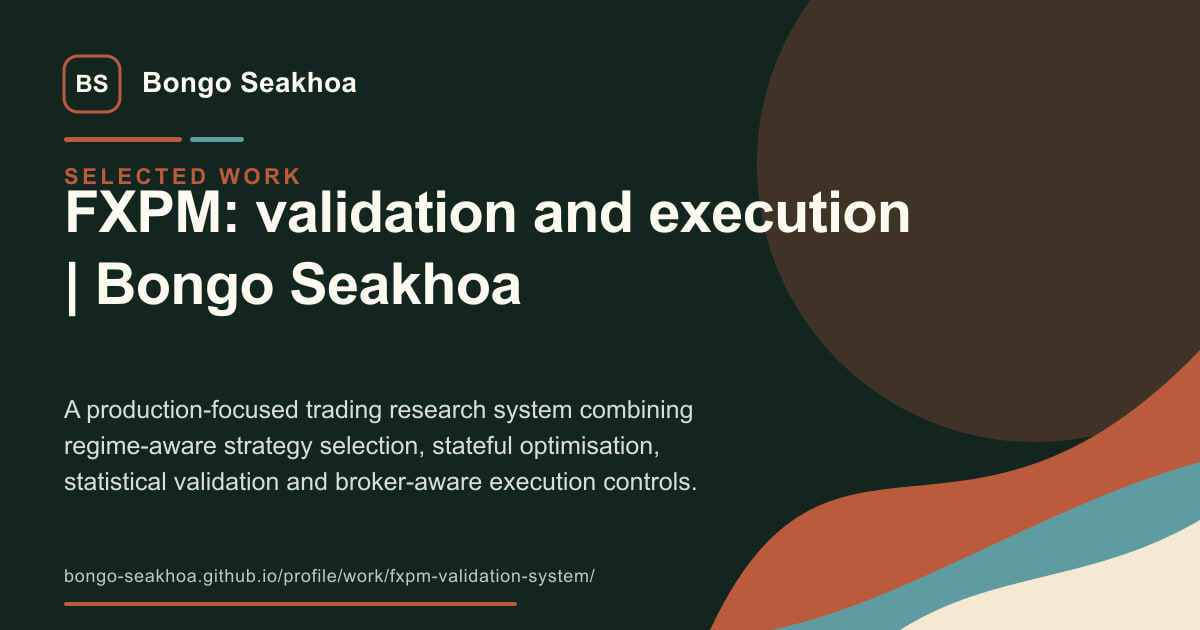 BS
Bongo Seakhoa
SELECTED WORK
FXPM: validation and execution
| Bongo Seakhoa
A production-focused trading research system combining
regime-aware strategy selection, stateful optimisation,
statistical validation and broker-aware execution controls.
bongo-seakhoa.github.io/profile/work/fxpm-validation-system/